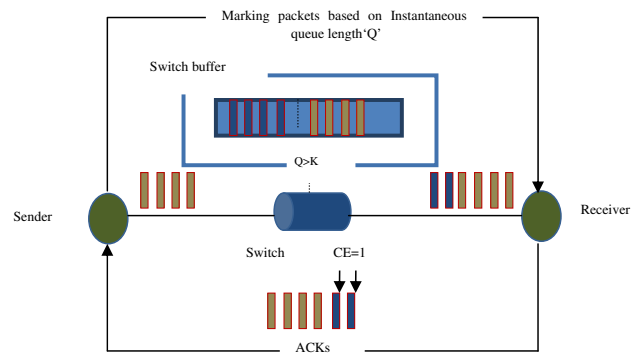 Marking packets based on Instantaneous
queue length‘Q’
Switch buffer
Q>K
Sender
Receiver
Switch
CE=1
ACKs